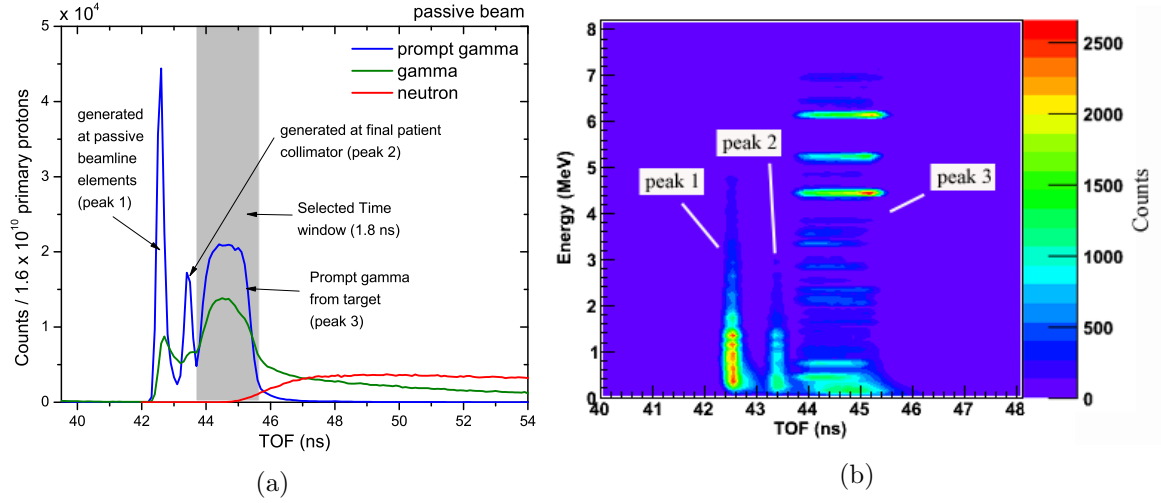 x 10⁴
passive beam
5
4
3
2
1
0
Counts / 1.6 x 10¹⁰ primary protons
prompt gamma
gamma
neutron
generated
at passive
beamline
elements
(peak 1)
generated at final patient
collimator (peak 2)
Selected Time
window (1.8 ns)
Prompt gamma
from target
(peak 3)
40 42 44 46 48 50 52 54
TOF (ns)
(a)
8
7
6
5
4
3
2
1
0
Energy (MeV)
peak 1
peak 2
peak 3
40 41 42 43 44 45 46 47 48
TOF (ns)
2500
2000
1500
1000
500
0
Counts
(b)